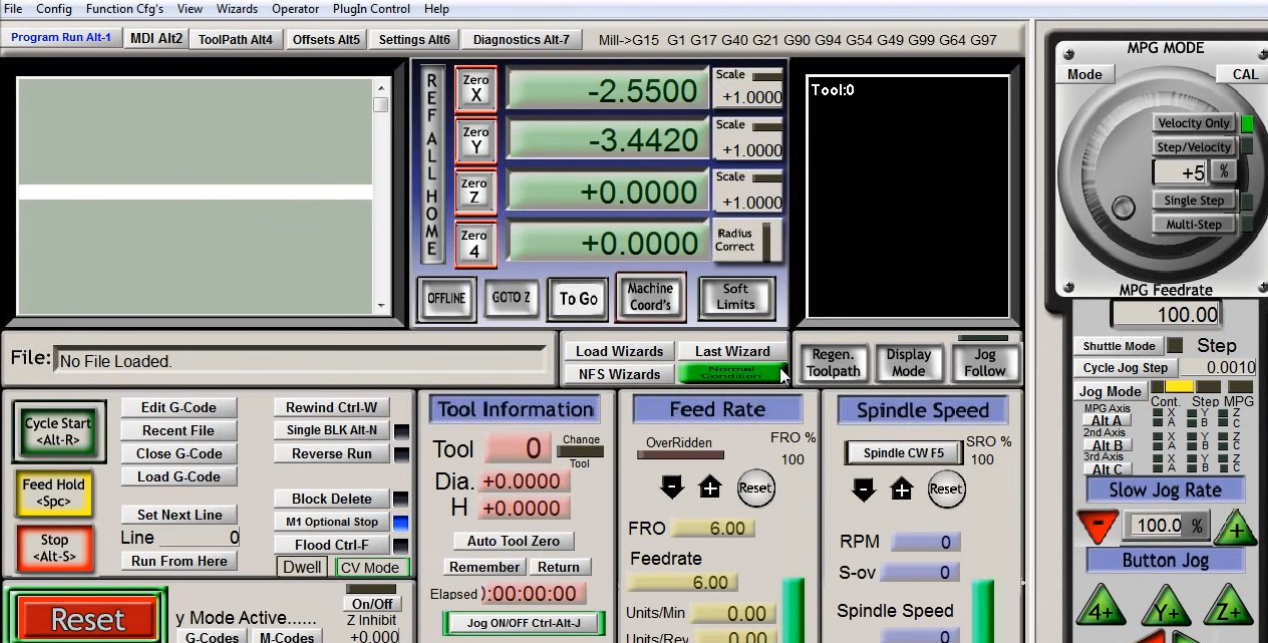 File Config Function Cfg's View Wizards Operator PlugIn Control Help
Program Run Alt-1 MDI Alt2 ToolPath Alt4 Offsets Alt5 Settings Alt6 Diagnostics Alt-7 Mill->G15 G1 G17 G40 G21 G90 G94 G54 G49 G99 G64 G97
REF ALL HOME
Zero X -2.5500 Scale +1.0000
Zero Y -3.4420 Scale +1.0000
Zero Z +0.0000 Scale +1.0000
Zero 4 +0.0000 Radius Correct
OFFLINE GOTO Z To Go Machine Coord's Soft Limits
Tool:0
MPG MODE
Mode CAL
Velocity Only
Step/Velocity
+5 %
Single Step
Multi-Step
MPG Feedrate
100.00
File: No File Loaded.
Load Wizards Last Wizard
NFS Wizards Normal Condition
Regen. Toolpath Display Mode Jog Follow
Shuttle Mode Step
Cycle Jog Step 0.0010
Jog Mode Cont. Step MPG
MPG Axis
Alt A X A Y B Z C
2nd Axis
Alt B X A Y B Z C
3rd Axis
Alt C X A Y B Z C
Slow Jog Rate
- 100.0 % +
Button Jog
4+ Y+ Z+
Cycle Start <Alt-R>
Feed Hold <Spc>
Stop <Alt-S>
Edit G-Code
Recent File
Close G-Code
Load G-Code
Set Next Line
Line 0
Run From Here
Rewind Ctrl-W
Single BLK Alt-N
Reverse Run
Block Delete
M1 Optional Stop
Flood Ctrl-F
Dwell CV Mode
Reset
y Mode Active......
G-Codes M-Codes
On/Off
Z Inhibit
+0.000
Tool Information
Tool 0 Change Tool
Dia. +0.0000
H +0.0000
Auto Tool Zero
Remember Return
Elapsed ):00:00:00
Jog ON/OFF Ctrl-Alt-J
Feed Rate
OverRidden FRO %
100
- + Reset
FRO 6.00
Feedrate
6.00
Units/Min 0.00
Units/Rev 0.00
Spindle Speed
Spindle CW F5 SRO %
100
- + Reset
RPM 0
S-ov 0
Spindle Speed
0